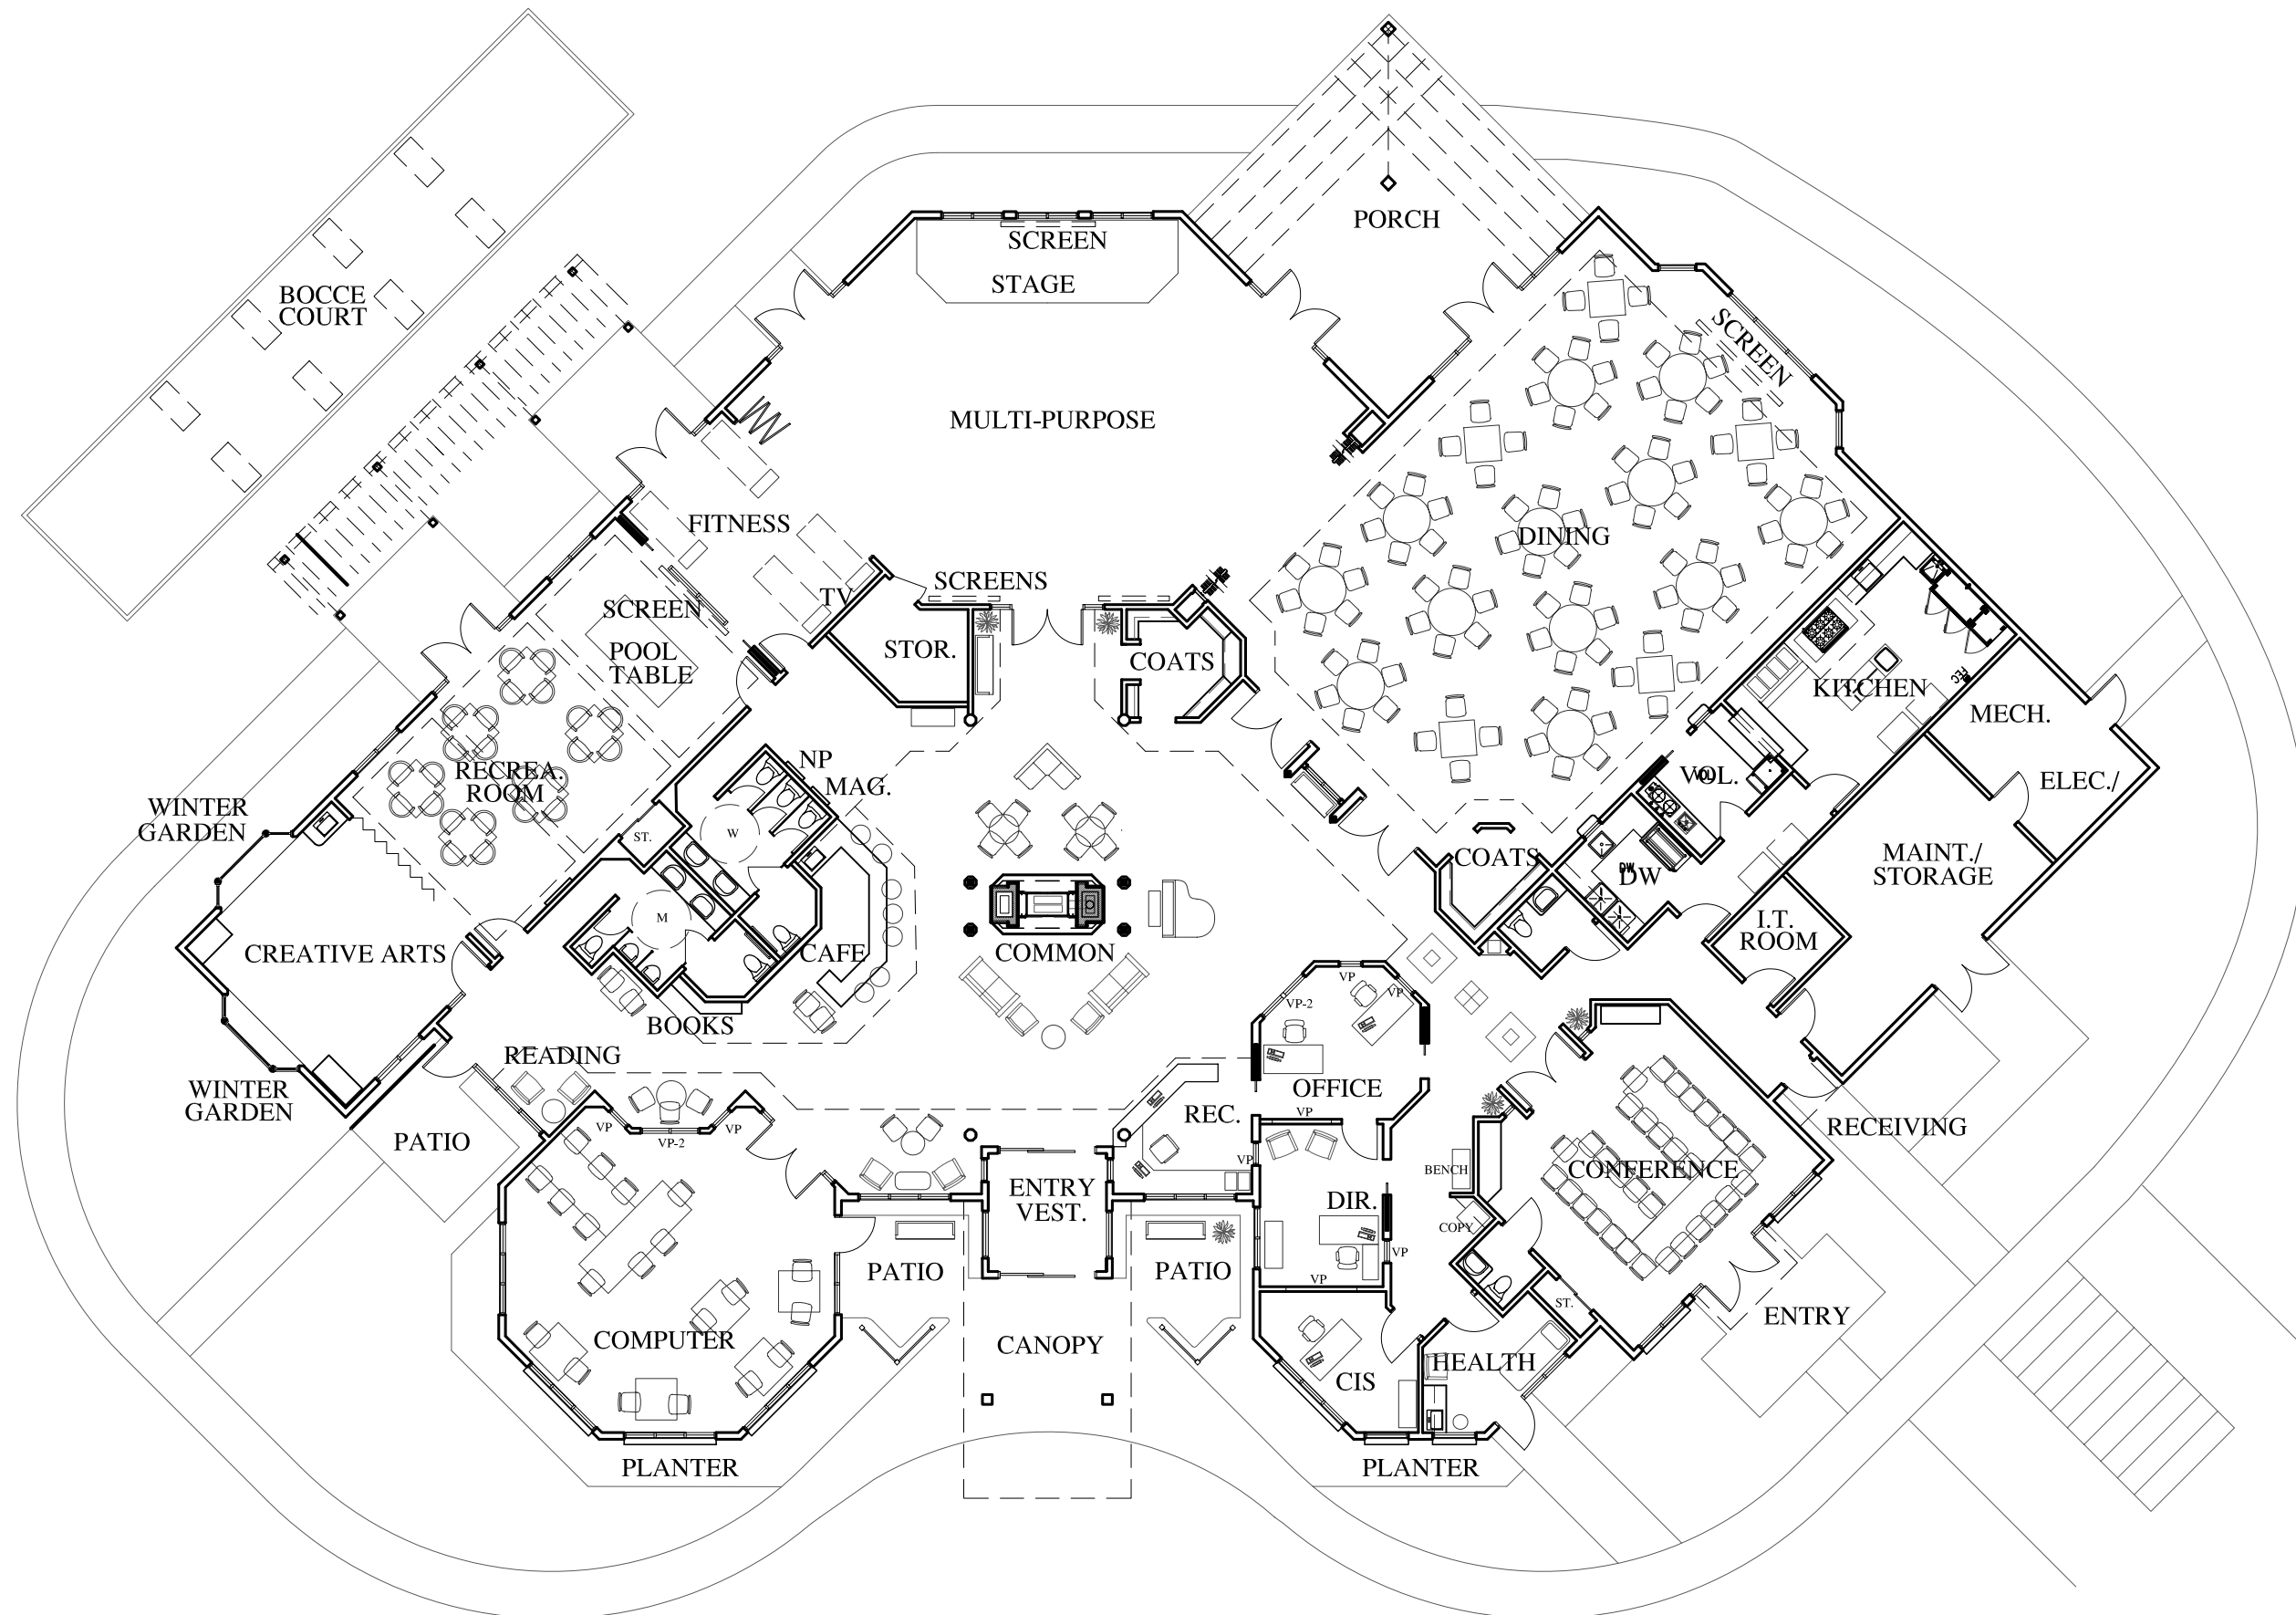 PORCH
SCREEN
STAGE
BOCCE
COURT
SCREEN
MULTI-PURPOSE
FITNESS
DINING
SCREENS
TV
SCREEN
STOR.
COATS
POOL
TABLE
FEC
KITCHEN
MECH.
NP
RECREA.
ROOM
MAG.
VOL.
ELEC./
WINTER
GARDEN
ST.
W
COATS
DW
DW
MAINT./
STORAGE
M
I.T.
ROOM
CREATIVE ARTS
CAFE
COMMON
VP
VP
VP-2
BOOKS
READING
WINTER
GARDEN
OFFICE
REC.
VP
RECEIVING
PATIO
VP
VP-2
VP
VP
BENCH
CONFERENCE
ENTRY
VEST.
DIR.
COPY
VP
PATIO
PATIO
VP
ST.
ENTRY
COMPUTER
CANOPY
HEALTH
CIS
PLANTER
PLANTER